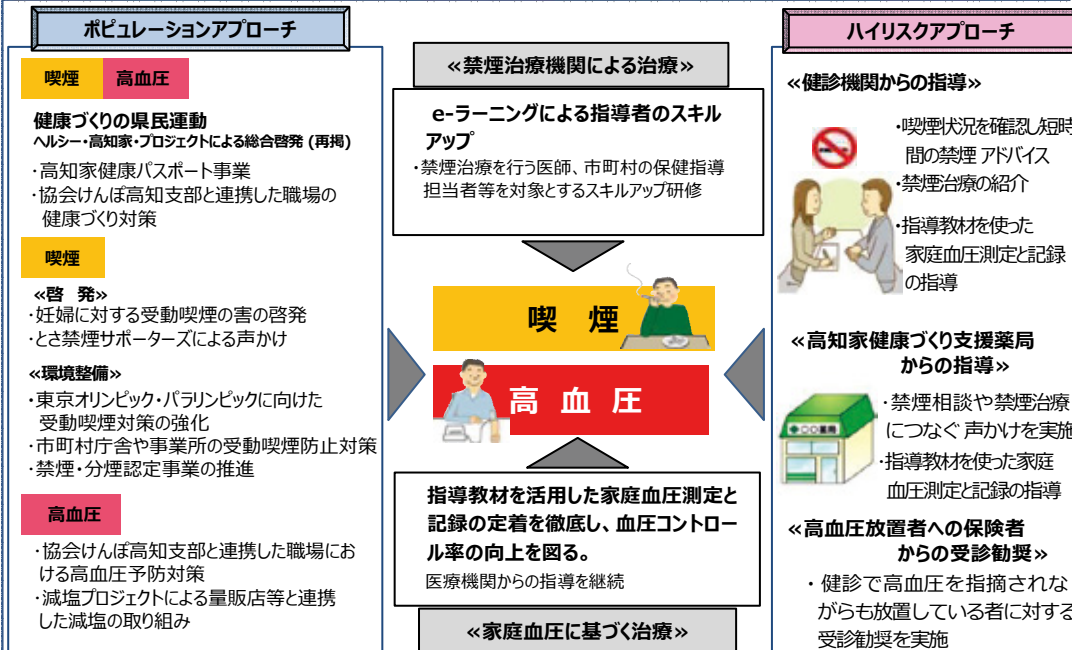 ポピュレーションアプローチ
喫煙
高血圧
健康づくりの県民運動
ヘルシー・高知家・プロジェクトによる総合啓発 (再掲)
・高知家健康パスポート事業
・協会けんぽ高知支部と連携した職場の
健康づくり対策
喫煙
«啓 発»
・妊婦に対する受動喫煙の害の啓発
・とさ禁煙サポーターズによる声かけ
«環境整備»
・東京オリンピック・パラリンピックに向けた
受動喫煙対策の強化
・市町村庁舎や事業所の受動喫煙防止対策
・禁煙・分煙認定事業の推進
高血圧
・協会けんぽ高知支部と連携した職場にお
ける高血圧予防対策
・減塩プロジェクトによる量販店等と連携
した減塩の取り組み
«禁煙治療機関による治療»
e-ラーニングによる指導者のスキル
アップ
・禁煙治療を行う医師、市町村の保健指導
担当者等を対象とするスキルアップ研修
喫 煙
高 血 圧
指導教材を活用した家庭血圧測定と
記録の定着を徹底し、血圧コントロー
ル率の向上を図る。
医療機関からの指導を継続
«家庭血圧に基づく治療»
ハイリスクアプローチ
«健診機関からの指導»
・喫煙状況を確認し短時
間の禁煙 アドバイス
・禁煙治療の紹介
・指導教材を使った
家庭血圧測定と記録
の指導
«高知家健康づくり支援薬局
からの指導»
○○薬局
・禁煙相談や禁煙治療
につなぐ 声かけを実施
・指導教材を使った家庭
血圧測定と記録の指導
«高血圧放置者への保険者
からの受診勧奨»
・健診で高血圧を指摘されな
がらも放置している者に対する
受診勧奨を実施